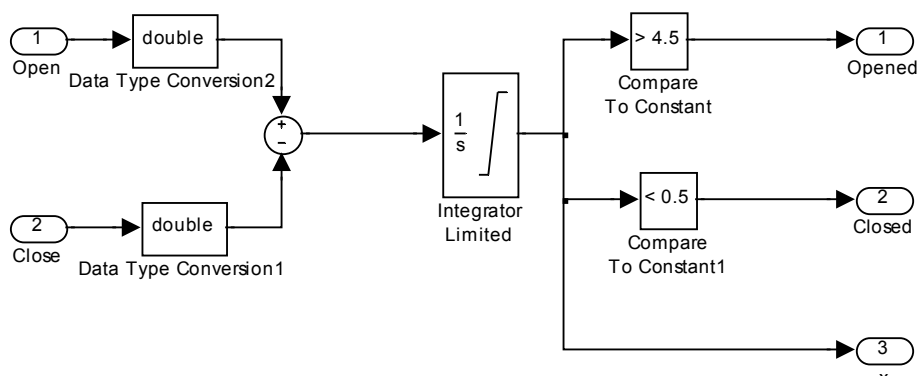 1
Open
double
Data Type Conversion2
+
−
2
Close
double
Data Type Conversion1
1
s
Integrator
Limited
> 4.5
Compare
To Constant
1
Opened
< 0.5
Compare
To Constant1
2
Closed
3